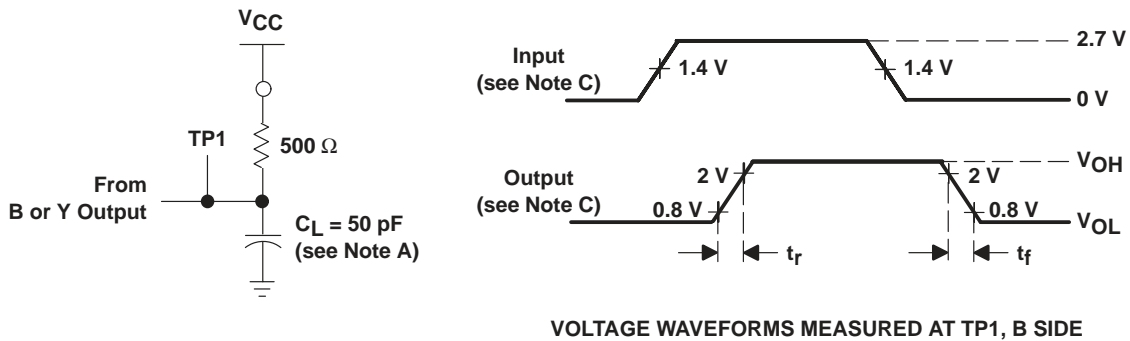 VCC
TP1
500 Ω
From
B or Y Output
CL = 50 pF
(see Note A)
Input
(see Note C)
1.4 V
1.4 V
2.7 V
0 V
Output
(see Note C)
2 V
0.8 V
2 V
0.8 V
VOH
VOL
tr
tf
VOLTAGE WAVEFORMS MEASURED AT TP1, B SIDE